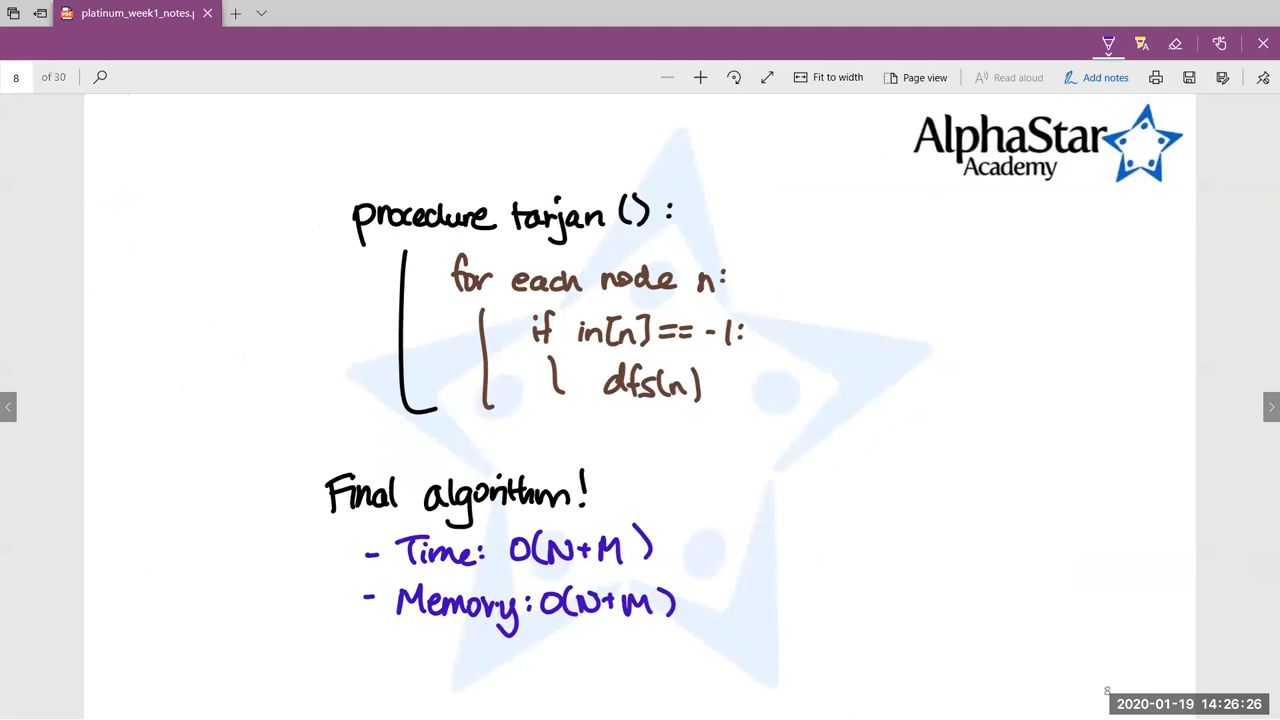 platinum_week1_notes.p
8 of 30
Fit to width
Page view
Read aloud
Add notes
AlphaStar
Academy
procedure tarjan():
for each node n:
if in[n] == -1:
dfs(n)
Final algorithm!
- Time: O(N+M)
- Memory: O(N+M)
8
2020-01-19 14:26:26